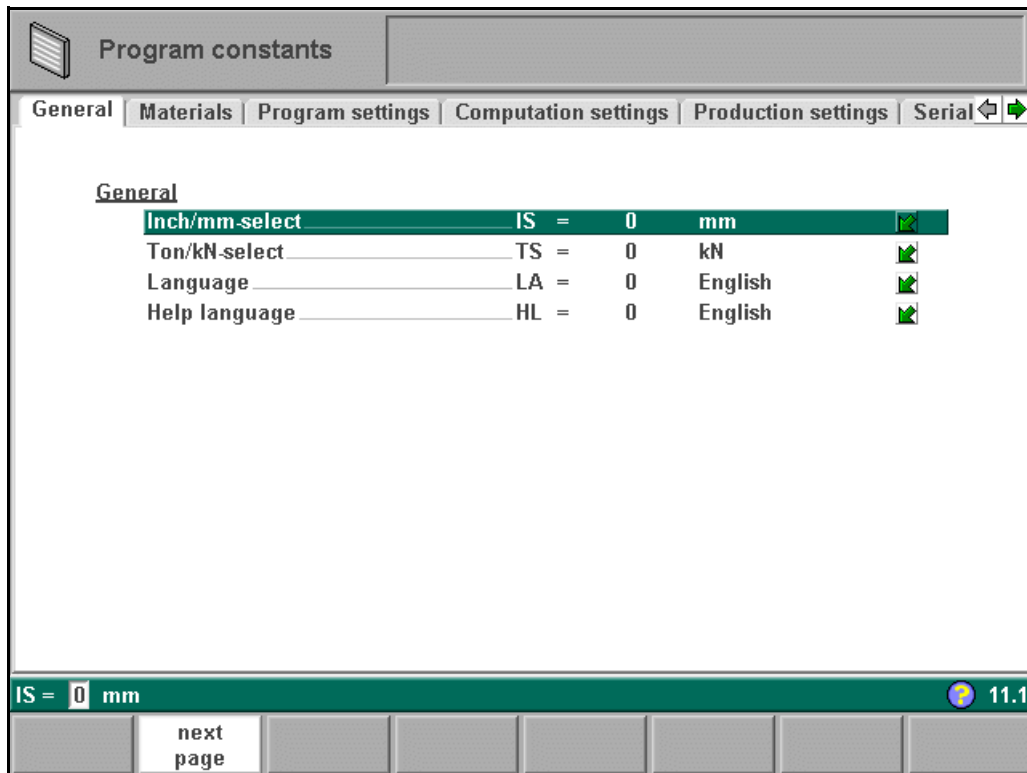 Program constants
General Materials Program settings Computation settings Production settings Serial
General
Inch/mm-select IS = 0 mm
Ton/kN-select TS = 0 kN
Language LA = 0 English
Help language HL = 0 English
IS = 0 mm ? 11.1
next
page